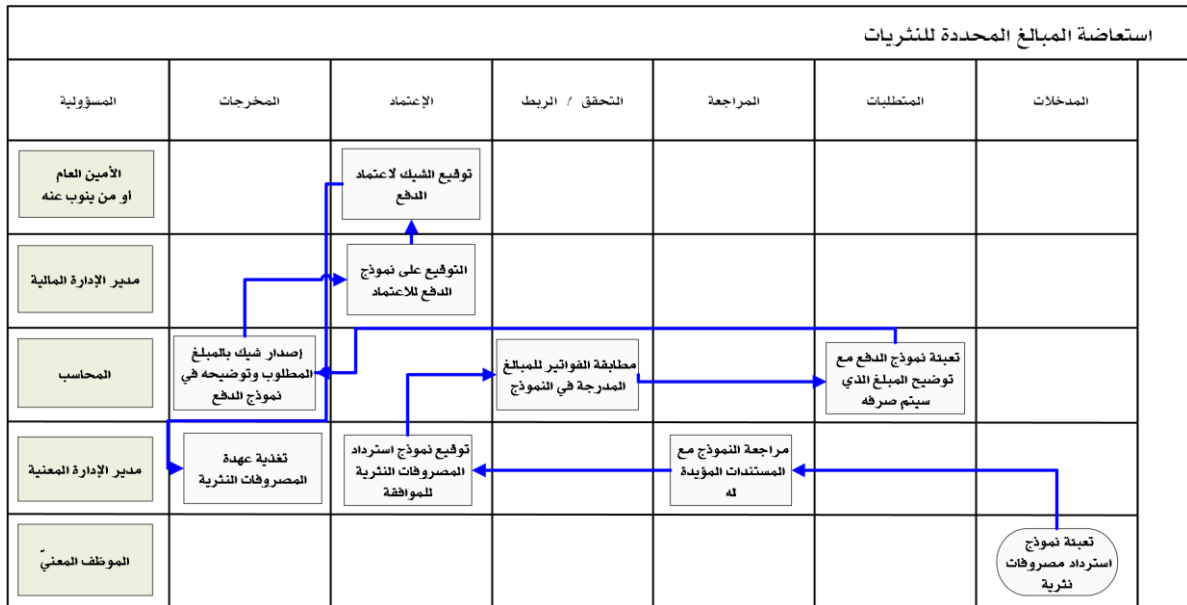 استعاضة المبالغ المحددة للنثريات
المدخلات
المتطلبات
المراجعة
التحقق / الربط
الإعتماد
المخرجات
المسؤولية
توقيع الشيك لاعتماد
الدفع
الأمين العام
او من ينوب عنه
التوقيع على نموذج
الدفع للاعتماد
مدير الإدارة المالية
تعبئة نموذج الدفع مع
توضيح المبلغ الذي
سيتم صرفه
مطابقة الفواتير للمبالغ
المدرجة في النموذج
إصدار شيك بالمبلغ
المطلوب وتوضيحه في
نموذج الدفع
المحاسب
مراجعة النموذج مع
المستندات المؤيدة
له
توقيع نموذج استرداد
المصروفات النثرية
للموافقة
تغذية عهدة
المصروفات النثرية
مدير الإدارة المعنية
تعبئة نموذج
استرداد مصروفات
نثرية
الموظف المعنيّ